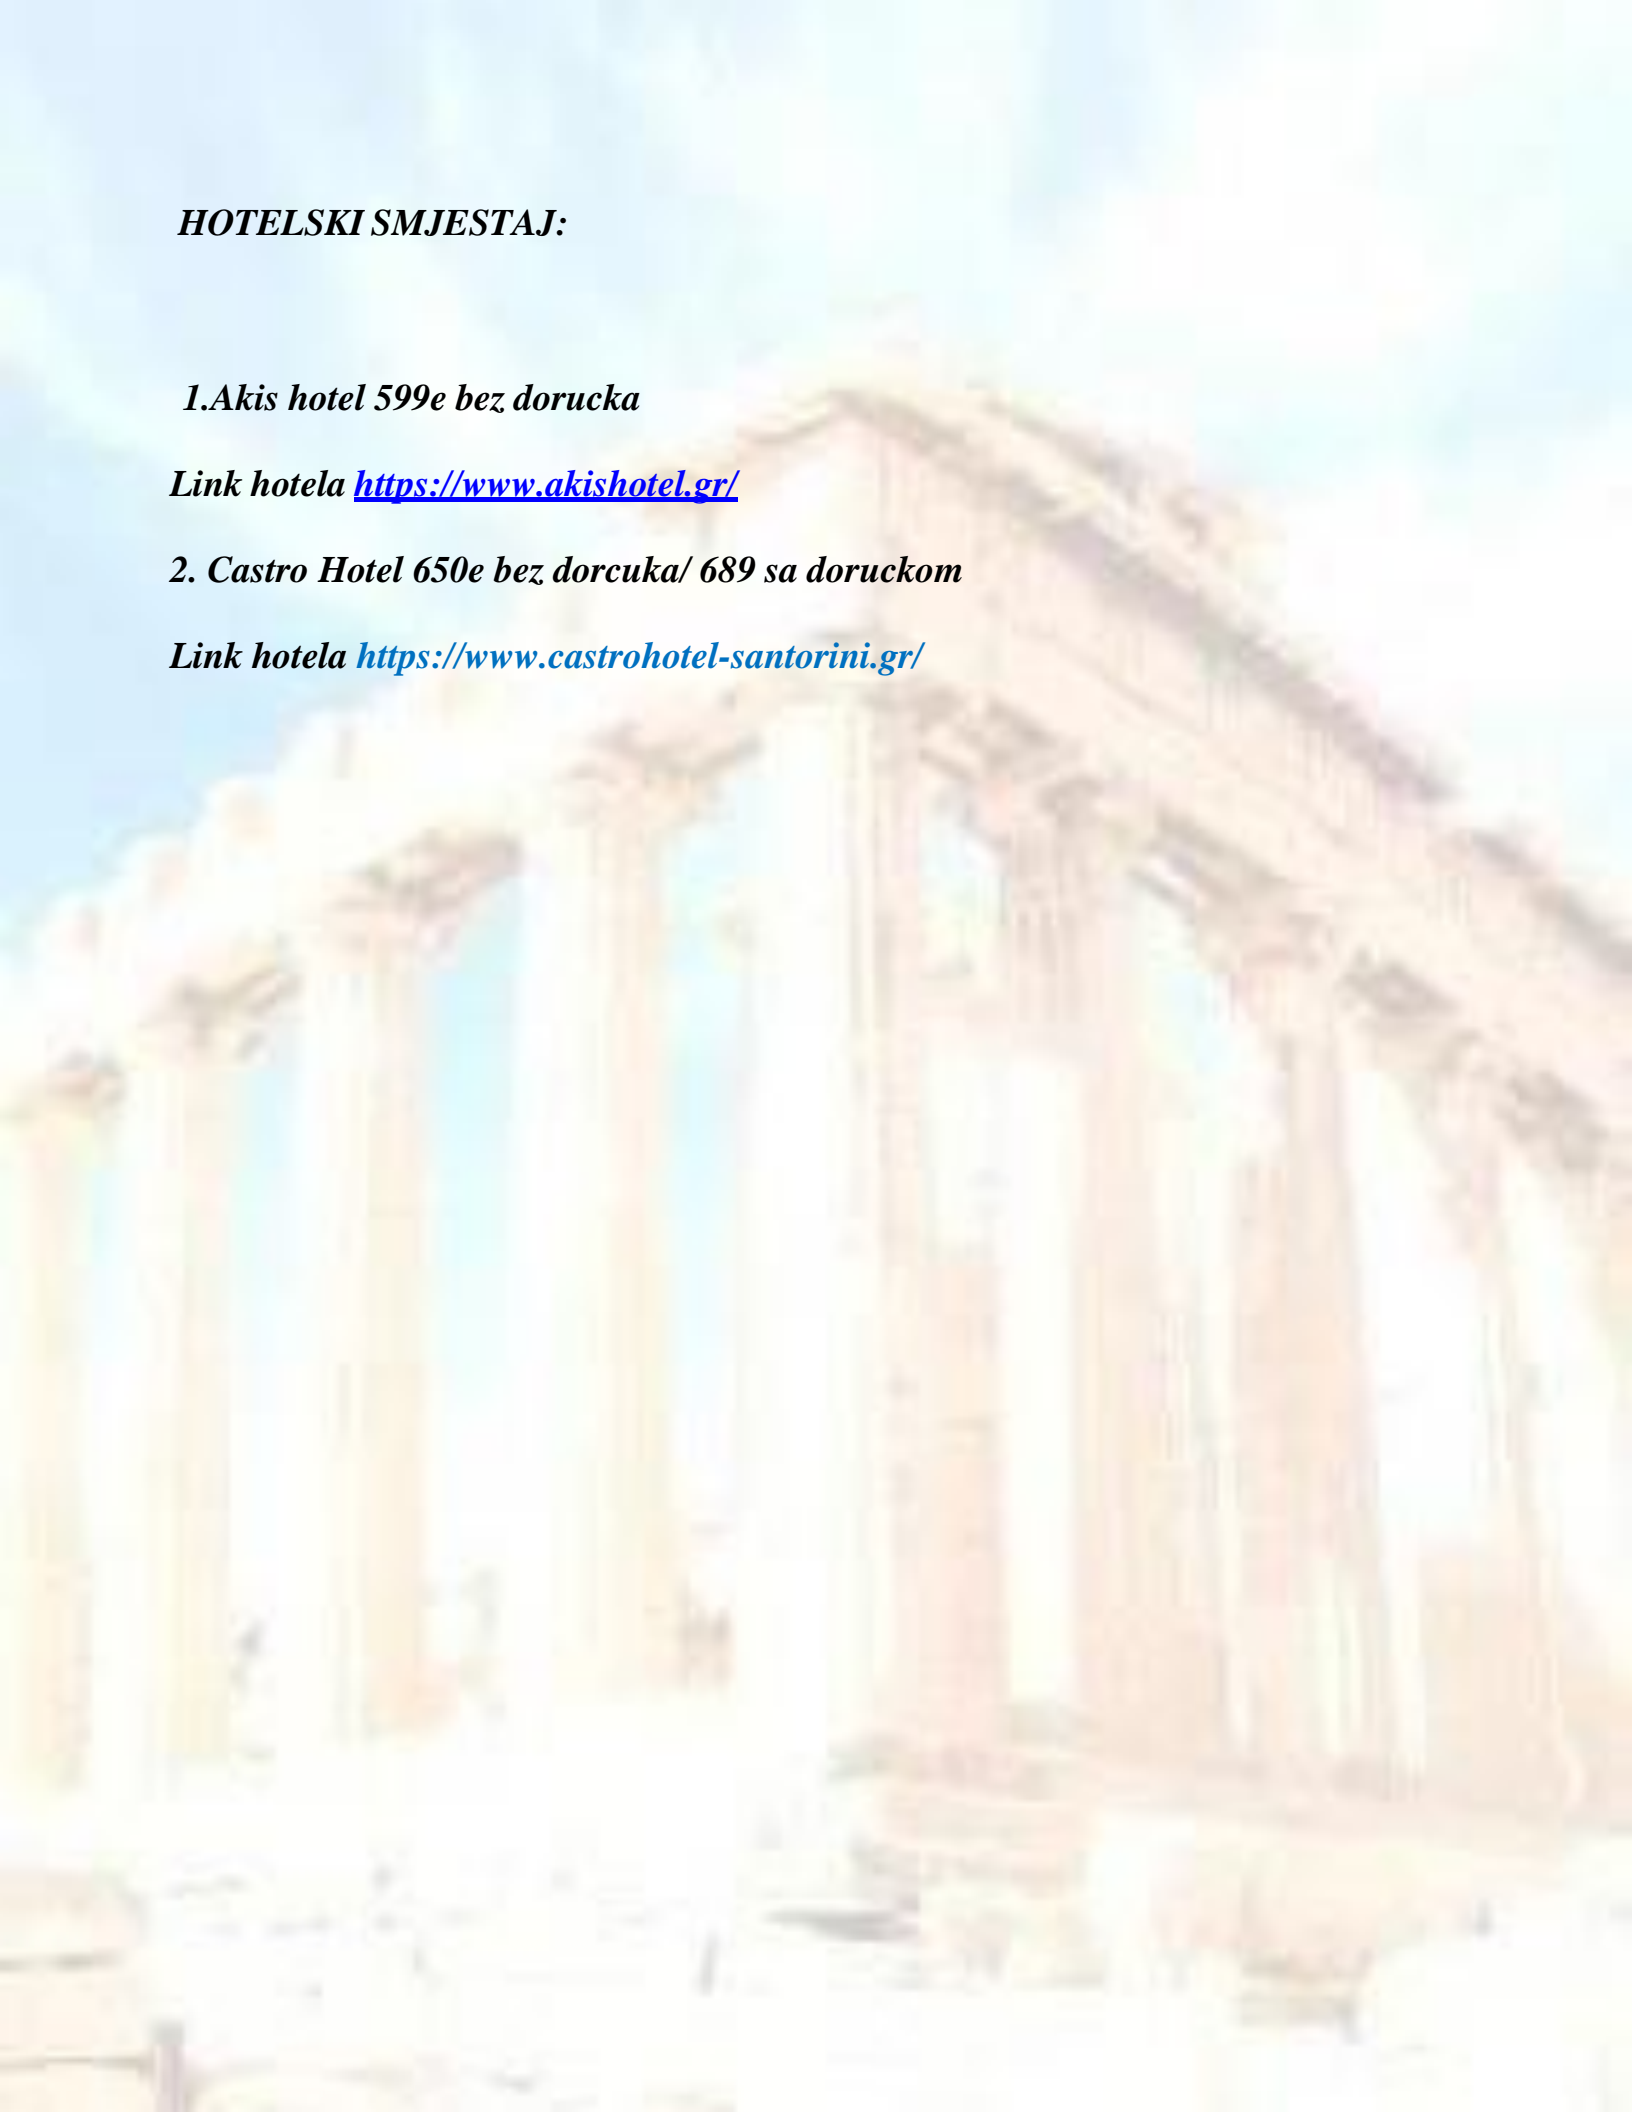 HOTELSKI SMJESTAJ:
1.Akis hotel 599e bez dorucka
Link hotela https://www.akishotel.gr/
2. Castro Hotel 650e bez dorcuka/ 689 sa doruckom
Link hotela https://www.castrohotel-santorini.gr/